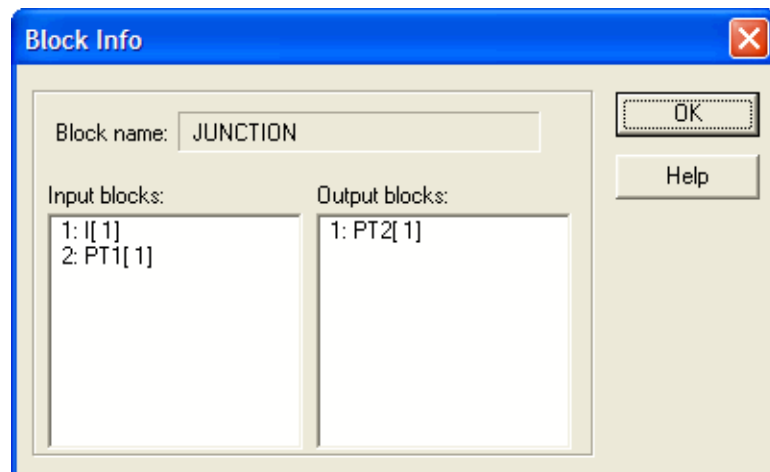 Block Info
Block name: JUNCTION
OK
Help
Input blocks:
1: I[ 1]
2: PT1[ 1]
Output blocks:
1: PT2[ 1]